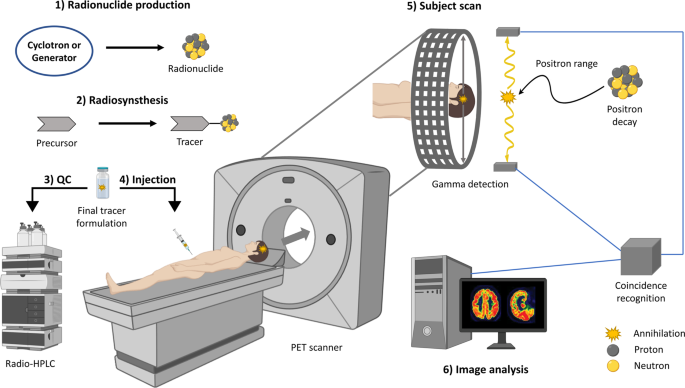 1) Radionuclide production
Cyclotron or
Generator
Radionuclide
2) Radiosynthesis
Precursor
Tracer
3) QC
4) Injection
Final tracer
formulation
Radio-HPLC
PET scanner
5) Subject scan
Gamma detection
Positron range
Positron
decay
Coincidence
recognition
6) Image analysis
Annihilation
Proton
Neutron